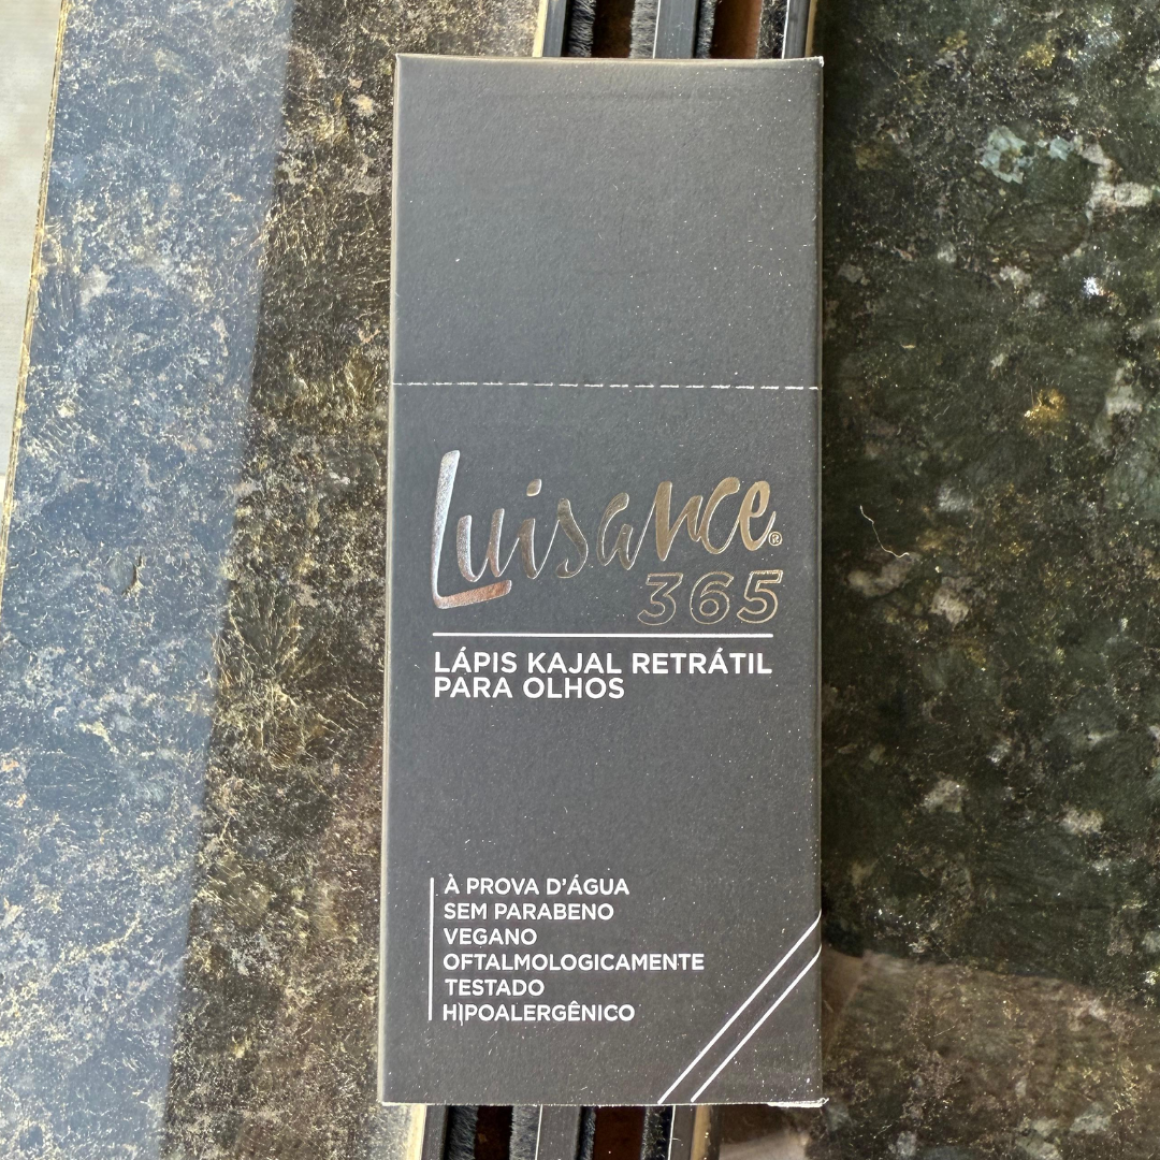 Luisance®
365
LÁPIS KAJAL RETRÁTIL
PARA OLHOS
À PROVA D'ÁGUA
SEM PARABENO
VEGANO
OFTALMOLOGICAMENTE
TESTADO
HIPOALERGÊNICO